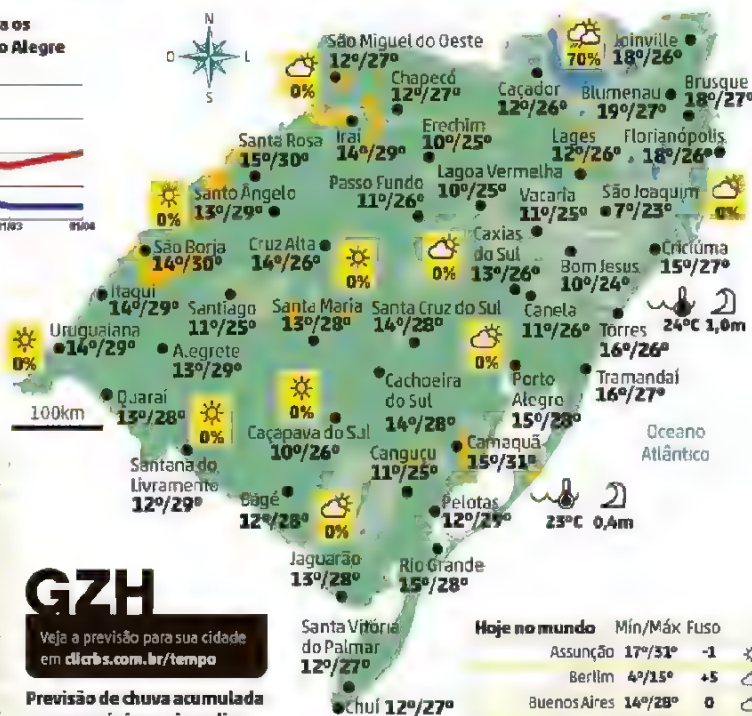 a os
o Alegre
01/03
01/04
N
O
L
S
São Miguel do Oeste
12º/27º
0%
Chapecó
12º/27º
70%
Joinville
18º/26º
Caçador
12º/26º
Blumenau
19º/27º
Brusque
18º/27º
Santa Rosa
15º/30º
Iraí
14º/29º
Erechim
10º/25º
Lages
12º/26º
Florianópolis
18º/26º
0%
Santo Ângelo
13º/29º
Passo Fundo
11º/26º
Lagoa Vermelha
10º/25º
Vacaria
11º/25º
São Joaquim
7º/23º
0%
São Borja
14º/30º
Cruz Alta
14º/26º
0%
0%
Caxias
do Sul
13º/26º
Bom Jesus
10º/24º
Criciúma
15º/27º
Itaqui
14º/29º
Santiago
11º/25º
Santa Maria
13º/28º
Santa Cruz do Sul
14º/28º
Canela
11º/26º
24ºC 1,0m
Torres
16º/26º
0%
Uruguaiana
14º/29º
Alegrete
13º/29º
0%
Tramandaí
16º/27º
100km
Quaraí
13º/28º
0%
0%
Cachoeira
do Sul
14º/28º
Porto
Alegre
15º/28º
Oceano
Atlântico
Caçapava do Sul
10º/26º
Camaquã
15º/31º
Santana do
Livramento
12º/29º
Canguçu
11º/25º
Bagé
12º/28º
0%
Pelotas
12º/29º
23ºC 0,4m
Jaguarão
13º/28º
Rio Grande
15º/28º
Santa Vitória
do Palmar
12º/27º
Chuí 12º/27º
GZH
Veja a previsão para sua cidade
em clicrbs.com.br/tempo
Previsão de chuva acumulada
Hoje no mundo Mín/Máx Fuso
Assunção 17º/31º -1
Berlim 4º/15º +5
Buenos Aires 14º/28º 0